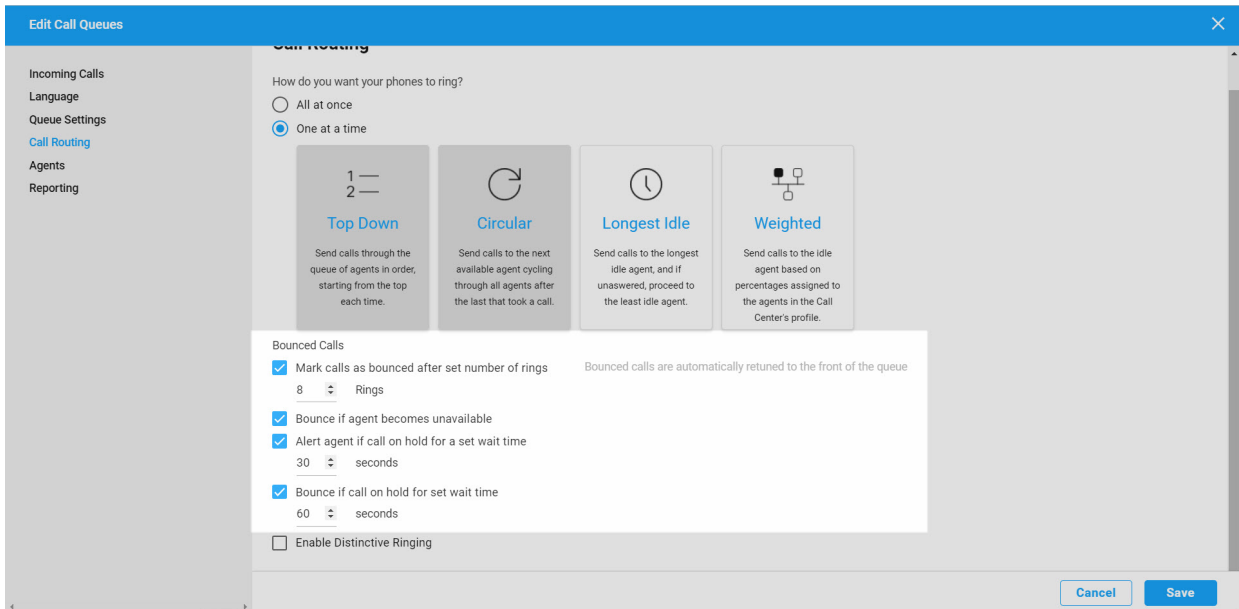 Edit Call Queues
Incoming Calls
Language
Queue Settings
Call Routing
Agents
Reporting
Call Routing
How do you want your phones to ring?
All at once
One at a time
1
2
Top Down
Send calls through the
queue of agents in order,
starting from the top
each time.
Circular
Send calls to the next
available agent cycling
through all agents after
the last that took a call.
Longest Idle
Send calls to the longest
idle agent, and if
unaswered, proceed to
the least idle agent.
Weighted
Send calls to the idle
agent based on
percentages assigned to
the agents in the Call
Center's profile.
Bounced Calls
Mark calls as bounced after set number of rings
Bounced calls are automatically retuned to the front of the queue
8 Rings
Bounce if agent becomes unavailable
Alert agent if call on hold for a set wait time
30 seconds
Bounce if call on hold for set wait time
60 seconds
Enable Distinctive Ringing
Cancel
Save